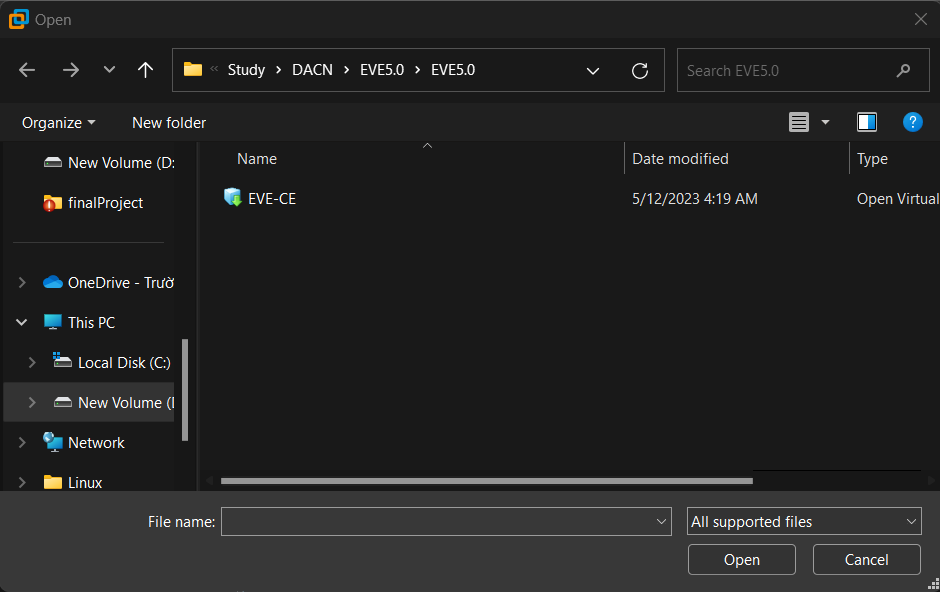 Open
Study > DACN > EVE5.0 > EVE5.0
Search EVE5.0
Organize
New folder
?
New Volume (D:
finalProject
OneDrive - Trườ
This PC
Local Disk (C:)
New Volume (
Network
Linux
Name
Date modified
Type
EVE-CE
5/12/2023 4:19 AM
Open Virtual
File name:
All supported files
Open
Cancel